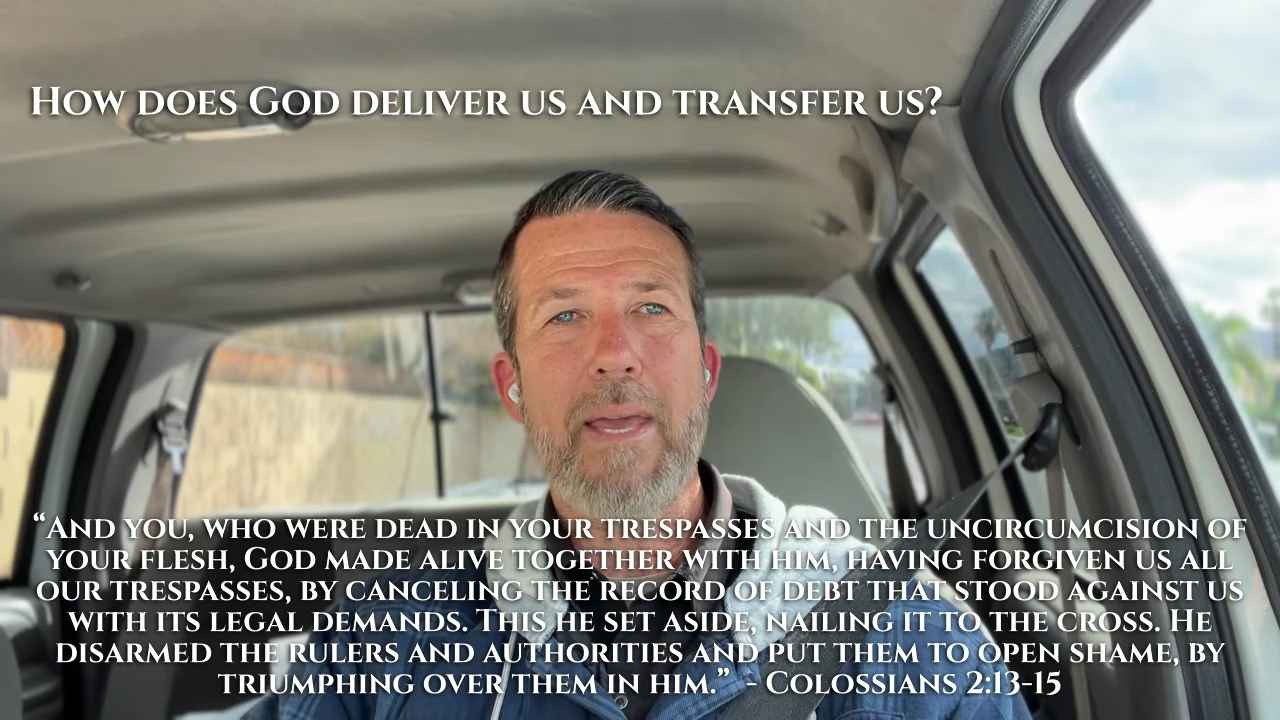 How does God deliver us and transfer us?
“And you, who were dead in your trespasses and the uncircumcision of
your flesh, God made alive together with him, having forgiven us all
our trespasses, by canceling the record of debt that stood against us
with its legal demands. This he set aside, nailing it to the cross. He
disarmed the rulers and authorities and put them to open shame, by
triumphing over them in him.” - Colossians 2:13-15